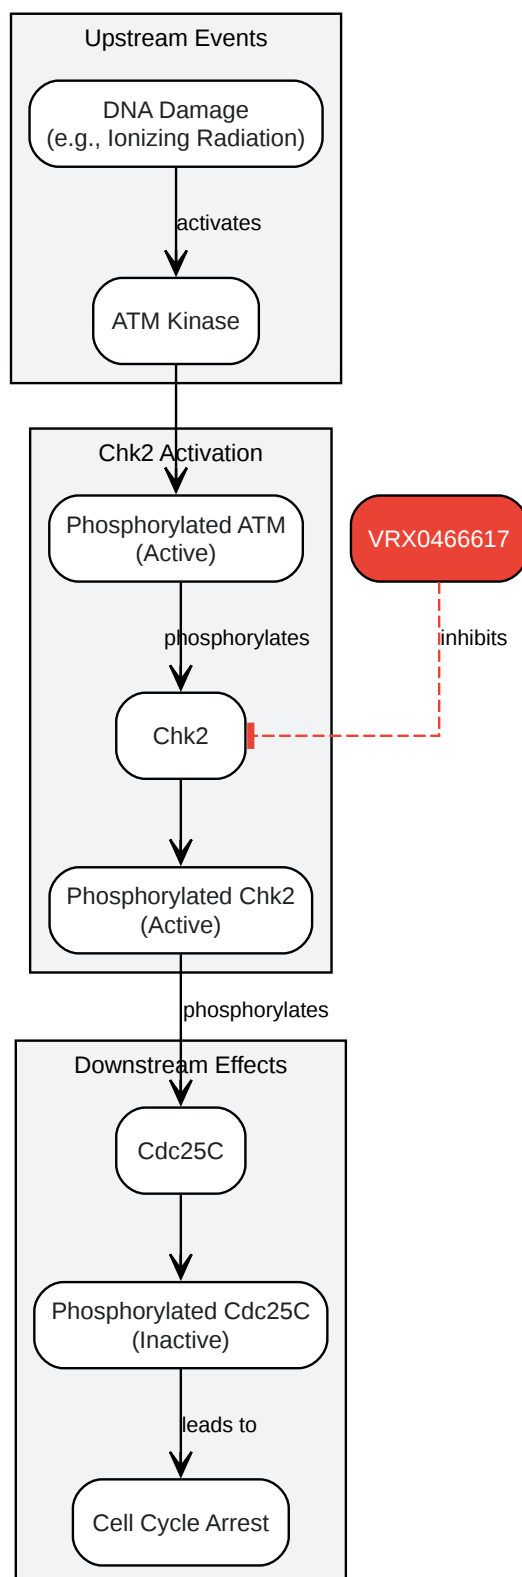 Upstream Events
DNA Damage
(e.g., Ionizing Radiation)
activates
ATM Kinase
Chk2 Activation
Phosphorylated ATM
(Active)
VRX0466617
phosphorylates
inhibits
Chk2
Phosphorylated Chk2
(Active)
phosphorylates
Downstream Effects
Cdc25C
Phosphorylated Cdc25C
(Inactive)
leads to
Cell Cycle Arrest